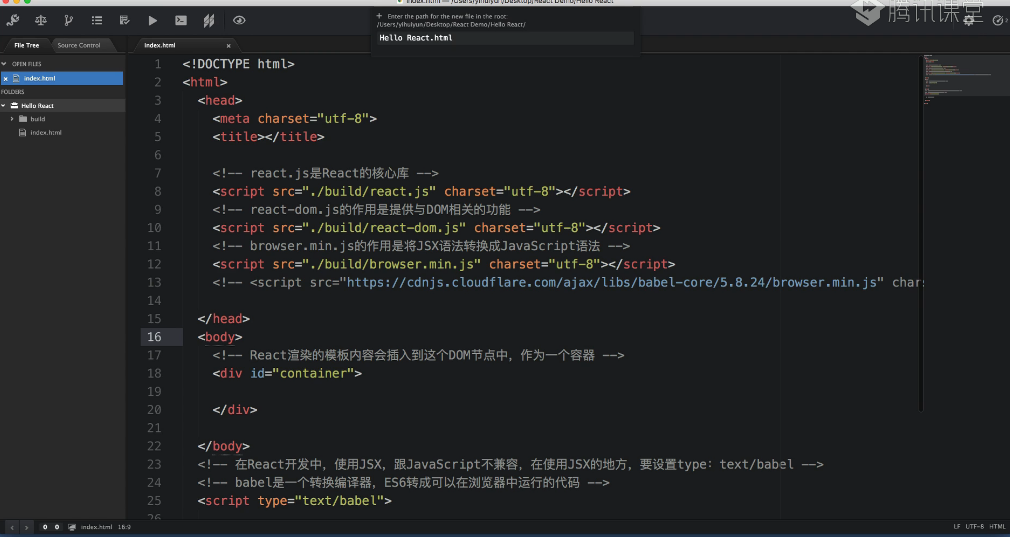 index.html — /Users/yihuiyun/Desktop/React Demo/Hello React
腾讯课堂
Enter the path for the new file in the root:
/Users/yihuiyun/Desktop/React Demo/Hello React/
Hello React.html
File Tree
Source Control
index.html
OPEN FILES
index.html
FOLDERS
Hello React
build
index.html
1 <!DOCTYPE html>
2 <html>
3 <head>
4 <meta charset="utf-8">
5 <title></title>
6
7 <!-- react.js是React的核心库 -->
8 <script src="./build/react.js" charset="utf-8"></script>
9 <!-- react-dom.js的作用是提供与DOM相关的功能 -->
10 <script src="./build/react-dom.js" charset="utf-8"></script>
11 <!-- browser.min.js的作用是将JSX语法转换成JavaScript语法 -->
12 <script src="./build/browser.min.js" charset="utf-8"></script>
13 <!-- <script src="https://cdnjs.cloudflare.com/ajax/libs/babel-core/5.8.24/browser.min.js" char
14
15 </head>
16 <body>
17 <!-- React渲染的模板内容会插入到这个DOM节点中，作为一个容器 -->
18 <div id="container">
19
20 </div>
21
22 </body>
23 <!-- 在React开发中，使用JSX，跟JavaScript不兼容，在使用JSX的地方，要设置type：text/babel -->
24 <!-- babel是一个转换编译器，ES6转成可以在浏览器中运行的代码 -->
25 <script type="text/babel">
26
0 0 index.html 16:9
LF UTF-8 HTML